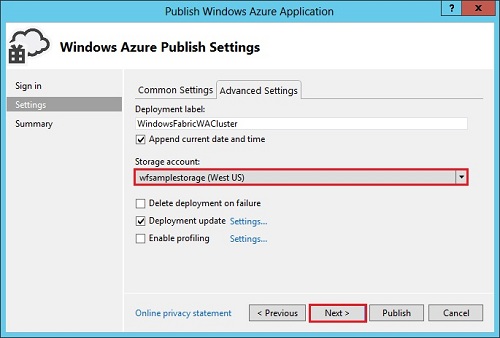 Publish Windows Azure Application
? x
Windows Azure Publish Settings
Sign in
Settings
Summary
Common Settings Advanced Settings
Deployment label:
WindowsFabricWACluster
Append current date and time
Storage account:
wfsamplestorage (West US)
Delete deployment on failure
Deployment update Settings...
Enable profiling Settings...
Online privacy statement < Previous Next > Publish Cancel